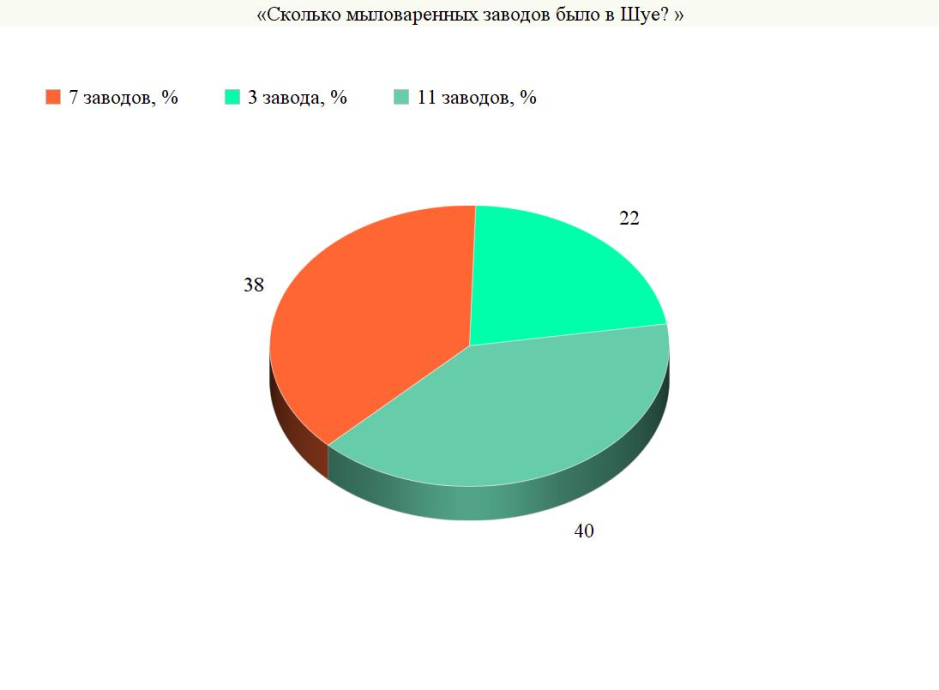 «Сколько мыловаренных заводов было в Шуе? »
7 заводов, % 3 завода, % 11 заводов, %
22
38
40